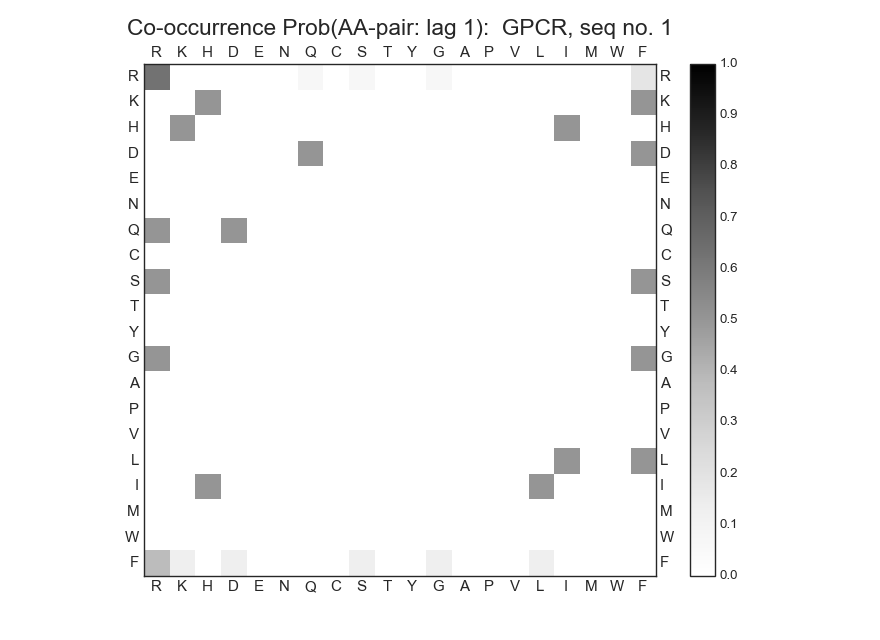 Co-occurrence Prob(AA-pair: lag 1):  GPCR, seq no. 1
R K H D E N Q C S T Y G A P V L I M W F
R R 1.0
K K 0.9
H H
D D 0.8
E E
N N 0.7
Q Q
C C 0.6
S S
T T 0.5
Y Y
G G 0.4
A A
P P 0.3
V V
L L 0.2
I I
M M 0.1
W W
F F 0.0
R K H D E N Q C S T Y G A P V L I M W F